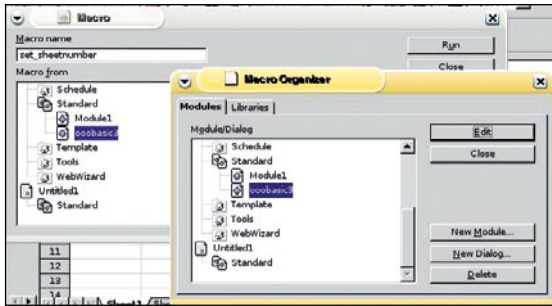 Macro
Macro name
set_sheetnumber
Run
Close
Macro from
Schedule
Standard
Module1
ooobasic3
Template
Tools
WebWizard
Untitled1
Standard
Macro Organizer
Modules
Libraries
Module/Dialog
Schedule
Standard
Module1
ooobasic3
Template
Tools
WebWizard
Untitled1
Standard
Edit
Close
New Module...
New Dialog...
Delete
11
12
13
14
Sheet1